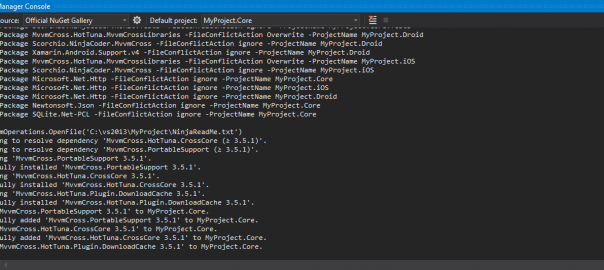 Manager Console
ource: Official NuGet Gallery Default project: MyProject.Core
Package MvvmCross.HotTuna.MvvmCrossLibraries -FileConflictAction Overwrite -ProjectName MyProject.Droid
Package Scorchio.NinjaCoder.MvvmCross -FileConflictAction ignore -ProjectName MyProject.Droid
Package Xamarin.Android.Support.v4 -FileConflictAction ignore -ProjectName MyProject.Droid
Package MvvmCross.HotTuna.MvvmCrossLibraries -FileConflictAction Overwrite -ProjectName MyProject.iOS
Package Scorchio.NinjaCoder.MvvmCross -FileConflictAction ignore -ProjectName MyProject.iOS
Package Microsoft.Net.Http -FileConflictAction ignore -ProjectName MyProject.Core
Package Microsoft.Net.Http -FileConflictAction ignore -ProjectName MyProject.iOS
Package Microsoft.Net.Http -FileConflictAction ignore -ProjectName MyProject.Droid
Package Newtonsoft.Json -FileConflictAction ignore -ProjectName MyProject.Core
Package SQLite.Net-PCL -FileConflictAction ignore -ProjectName MyProject.Core
mOperations.OpenFile('C:\vs2013\MyProject\NinjaReadMe.txt')
ng to resolve dependency 'MvvmCross.HotTuna.CrossCore (≥ 3.5.1)'.
ng to resolve dependency 'MvvmCross.PortableSupport (≥ 3.5.1)'.
ng 'MvvmCross.PortableSupport 3.5.1'.
fully installed 'MvvmCross.PortableSupport 3.5.1'.
ng 'MvvmCross.HotTuna.CrossCore 3.5.1'.
fully installed 'MvvmCross.HotTuna.CrossCore 3.5.1'.
ng 'MvvmCross.HotTuna.Plugin.DownloadCache 3.5.1'.
fully installed 'MvvmCross.HotTuna.Plugin.DownloadCache 3.5.1'.
MvvmCross.PortableSupport 3.5.1' to MyProject.Core.
fully added 'MvvmCross.PortableSupport 3.5.1' to MyProject.Core.
MvvmCross.HotTuna.CrossCore 3.5.1' to MyProject.Core.
fully added 'MvvmCross.HotTuna.CrossCore 3.5.1' to MyProject.Core.
MvvmCross.HotTuna.Plugin.DownloadCache 3.5.1' to MyProject.Core.